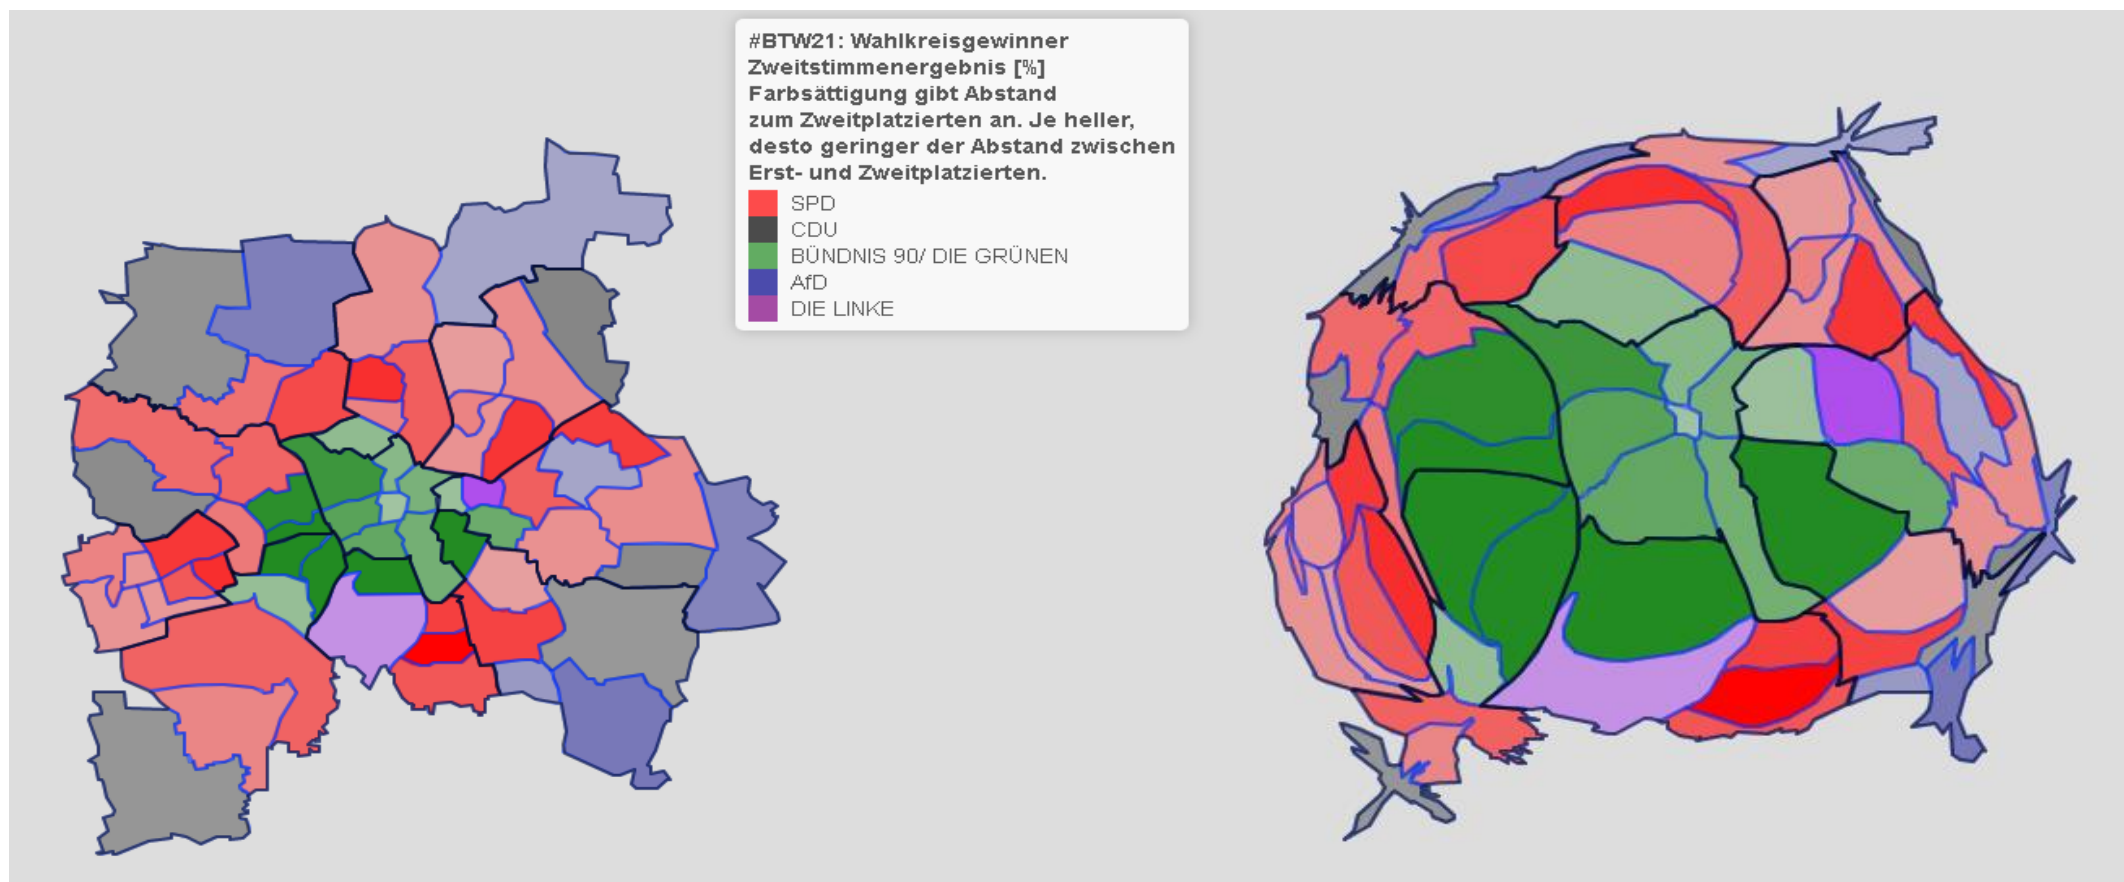 #BTW21: Wahlkreisgewinner
Zweitstimmenergebnis [%]
Farbsättigung gibt Abstand
zum Zweitplatzierten an. Je heller,
desto geringer der Abstand zwischen
Erst- und Zweitplatzierten.
SPD
CDU
BÜNDNIS 90/ DIE GRÜNEN
AfD
DIE LINKE